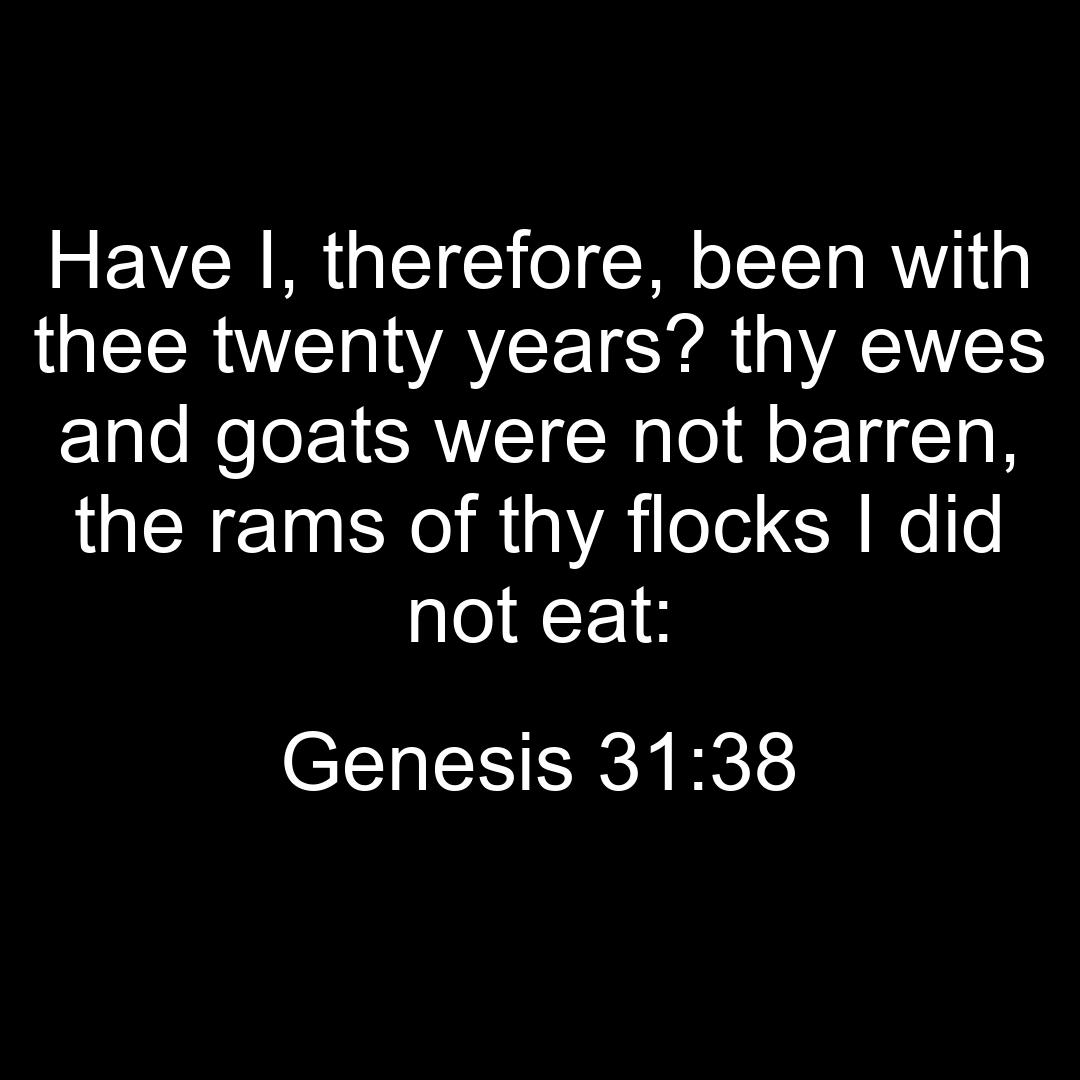 Have I, therefore, been with
thee twenty years? thy ewes
and goats were not barren,
the rams of thy flocks I did
not eat:
Genesis 31:38